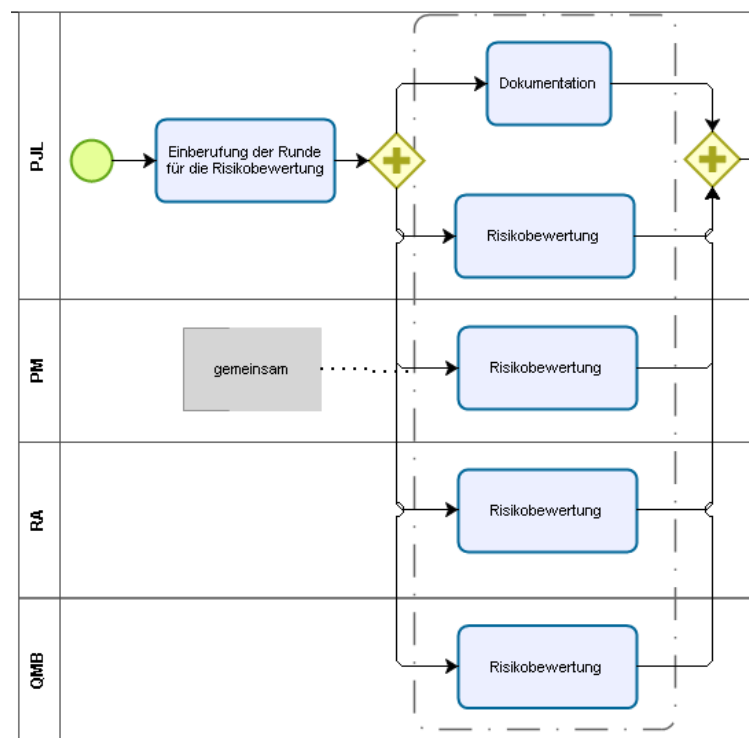 PJL
Einberufung der Runde
für die Risikobewertung
Dokumentation
Risikobewertung
PM
gemeinsam
Risikobewertung
RA
Risikobewertung
QMB
Risikobewertung